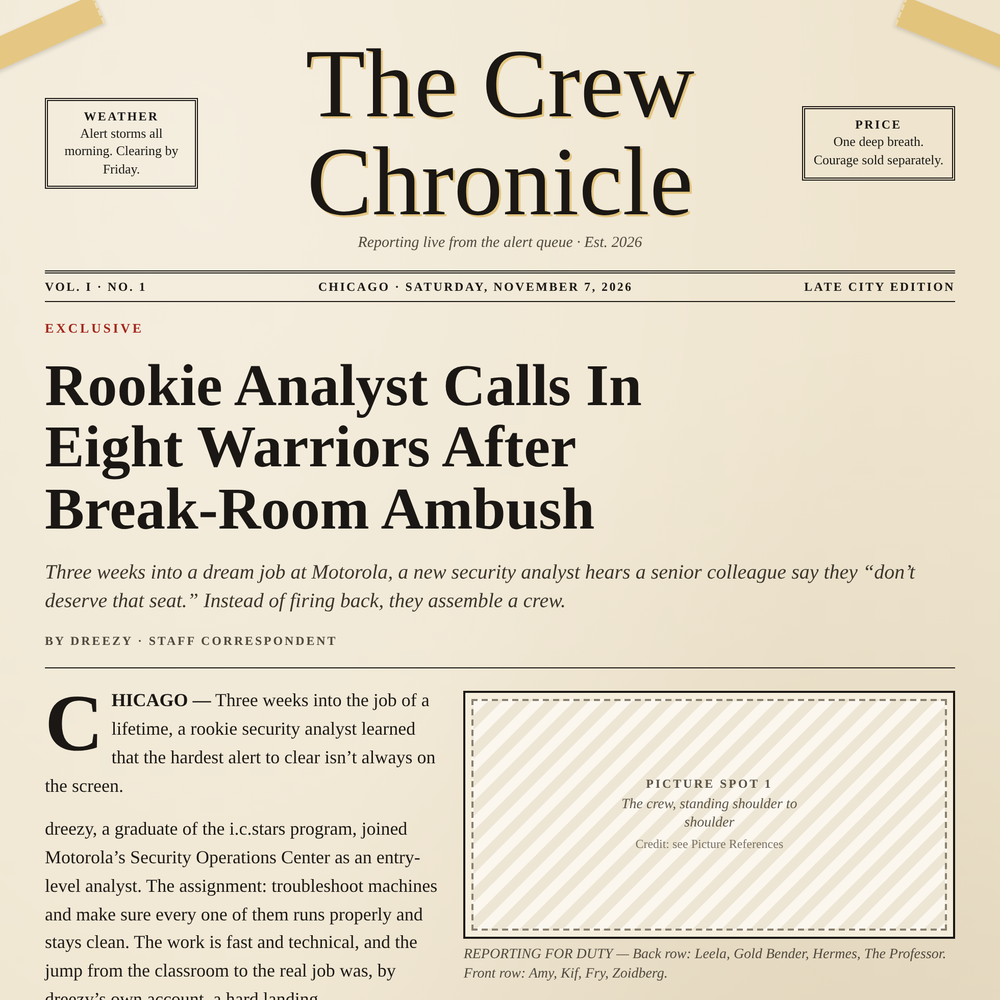 WEATHER
Alert storms all
morning. Clearing by
Friday.
The Crew
Chronicle
Reporting live from the alert queue · Est. 2026
PRICE
One deep breath.
Courage sold separately.
VOL. I · NO. 1
CHICAGO · SATURDAY, NOVEMBER 7, 2026
LATE CITY EDITION
EXCLUSIVE
Rookie Analyst Calls In
Eight Warriors After
Break-Room Ambush
Three weeks into a dream job at Motorola, a new security analyst hears a senior colleague say they “don’t
deserve that seat.” Instead of firing back, they assemble a crew.
BY DREEZY · STAFF CORRESPONDENT
CHICAGO — Three weeks into the job of a
lifetime, a rookie security analyst learned
that the hardest alert to clear isn’t always on
the screen.
dreezy, a graduate of the i.c.stars program, joined
Motorola’s Security Operations Center as an entry-
level analyst. The assignment: troubleshoot machines
and make sure every one of them runs properly and
stays clean. The work is fast and technical, and the
jump from the classroom to the real job was, by
dreezy’s own account, a hard landing.
PICTURE SPOT 1
The crew, standing shoulder to
shoulder
Credit: see Picture References
REPORTING FOR DUTY — Back row: Leela, Gold Bender, Hermes, The Professor.
Front row: Amy, Kif, Fry, Zoidberg.